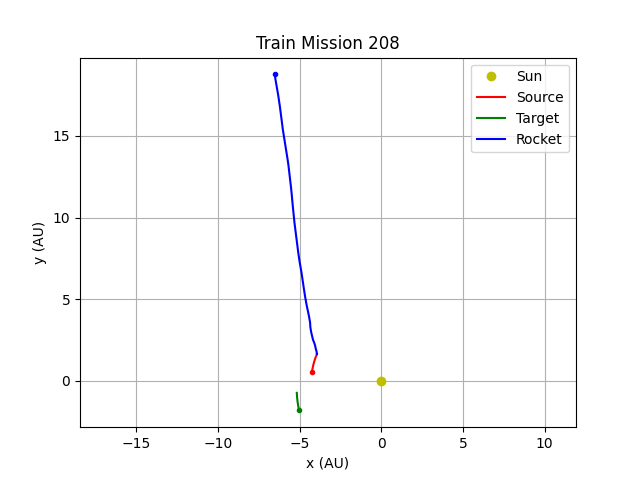 Train Mission 208
Sun
Source
Target
Rocket
y (AU)
15
10
5
0
−15
−10
−5
0
5
10
x (AU)